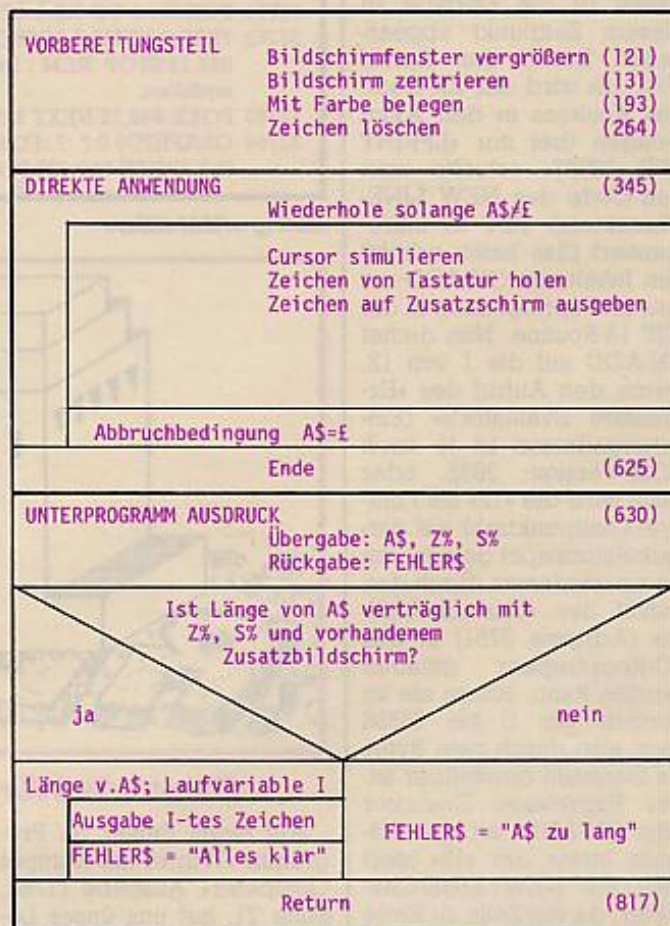 VORBEREITUNGSTEIL
Bildschirmfenster vergrößern (121)
Bildschirm zentrieren (131)
Mit Farbe belegen (193)
Zeichen löschen (264)
DIREKTE ANWENDUNG (345)
Wiederhole solange A$≠£
Cursor simulieren
Zeichen von Tastatur holen
Zeichen auf Zusatzschirm ausgeben
Abbruchbedingung A$=£
Ende (625)
UNTERPROGRAMM AUSDRUCK (630)
Übergabe: A$, Z%, S%
Rückgabe: FEHLER$
Ist Länge von A$ verträglich mit
Z%, S% und vorhandenem
Zusatzbildschirm?
ja nein
Länge v.A$; Laufvariable I
Ausgabe I-tes Zeichen
FEHLER$ = "Alles klar"
FEHLER$ = "A$ zu lang"
Return (817)